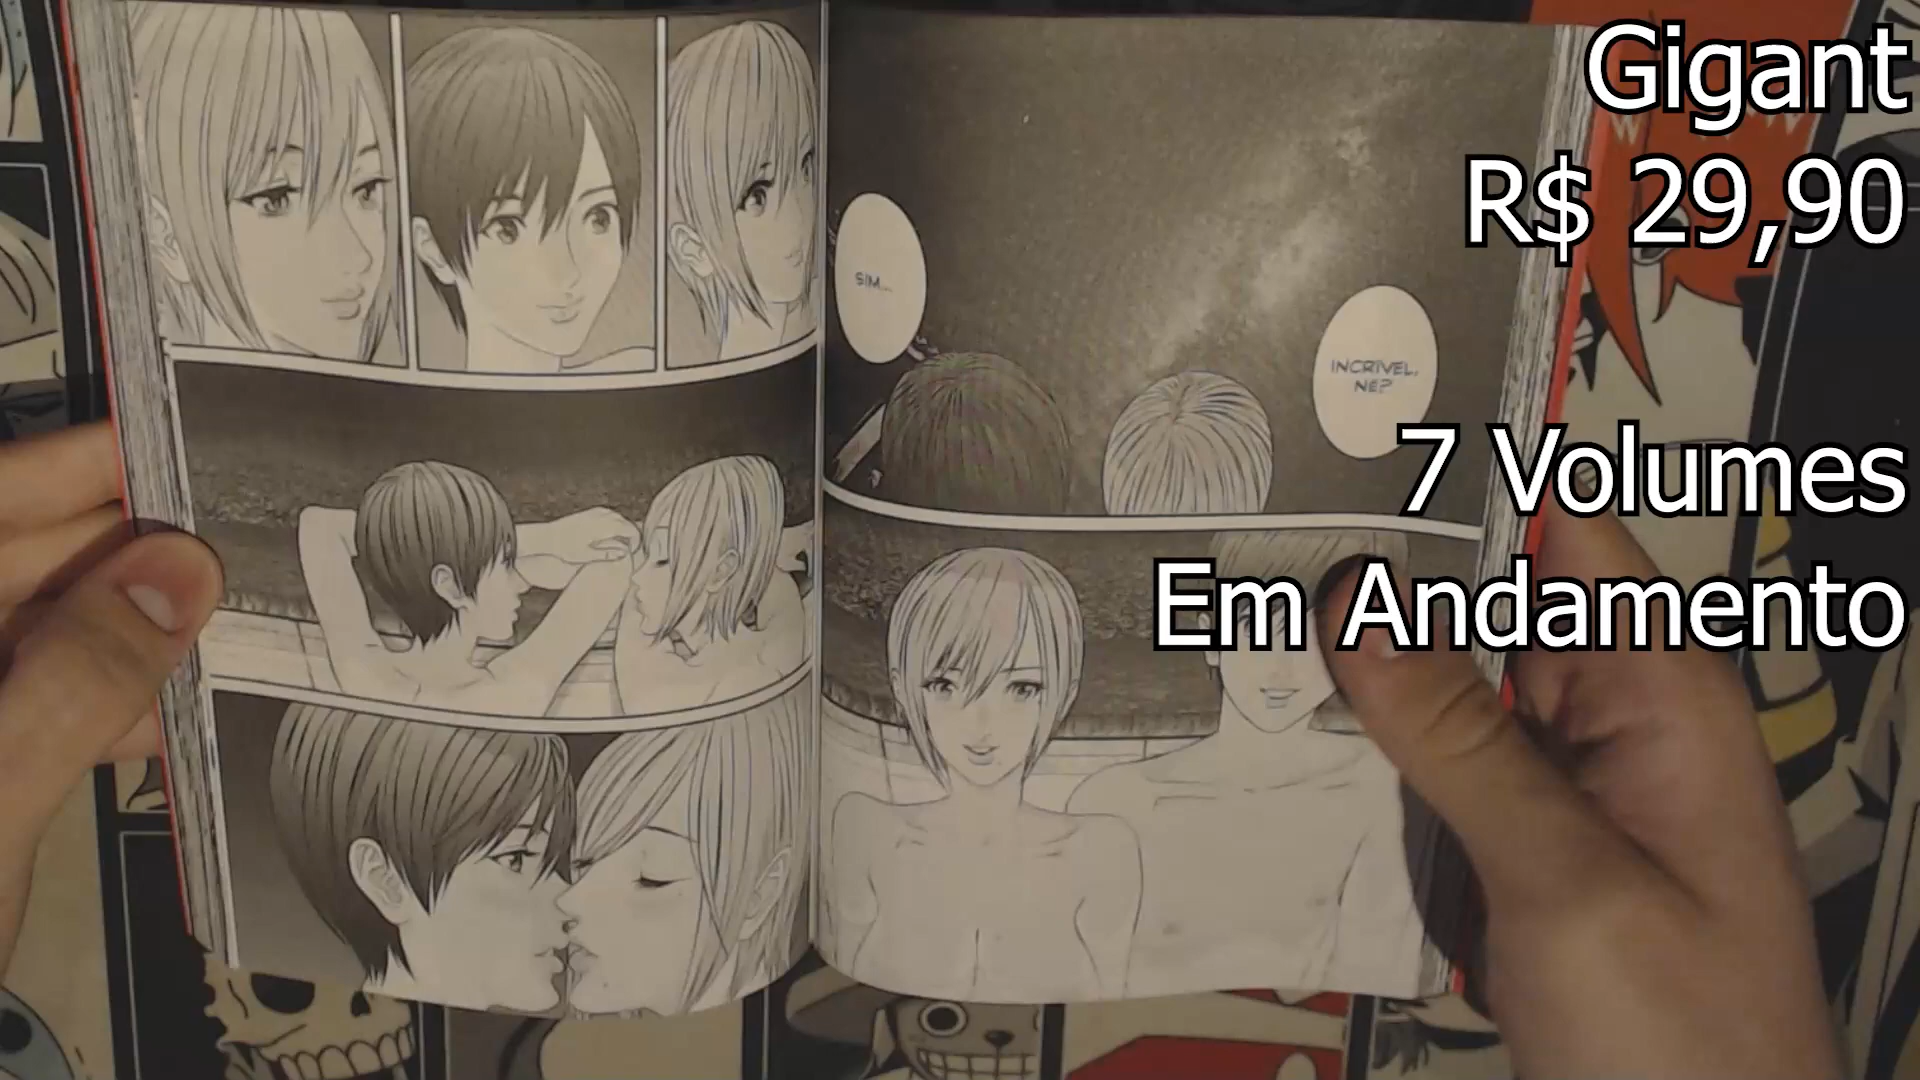 Gigant
R$ 29,90
SIM...
INCRÍVEL,
NÉ?
7 Volumes
Em Andamento